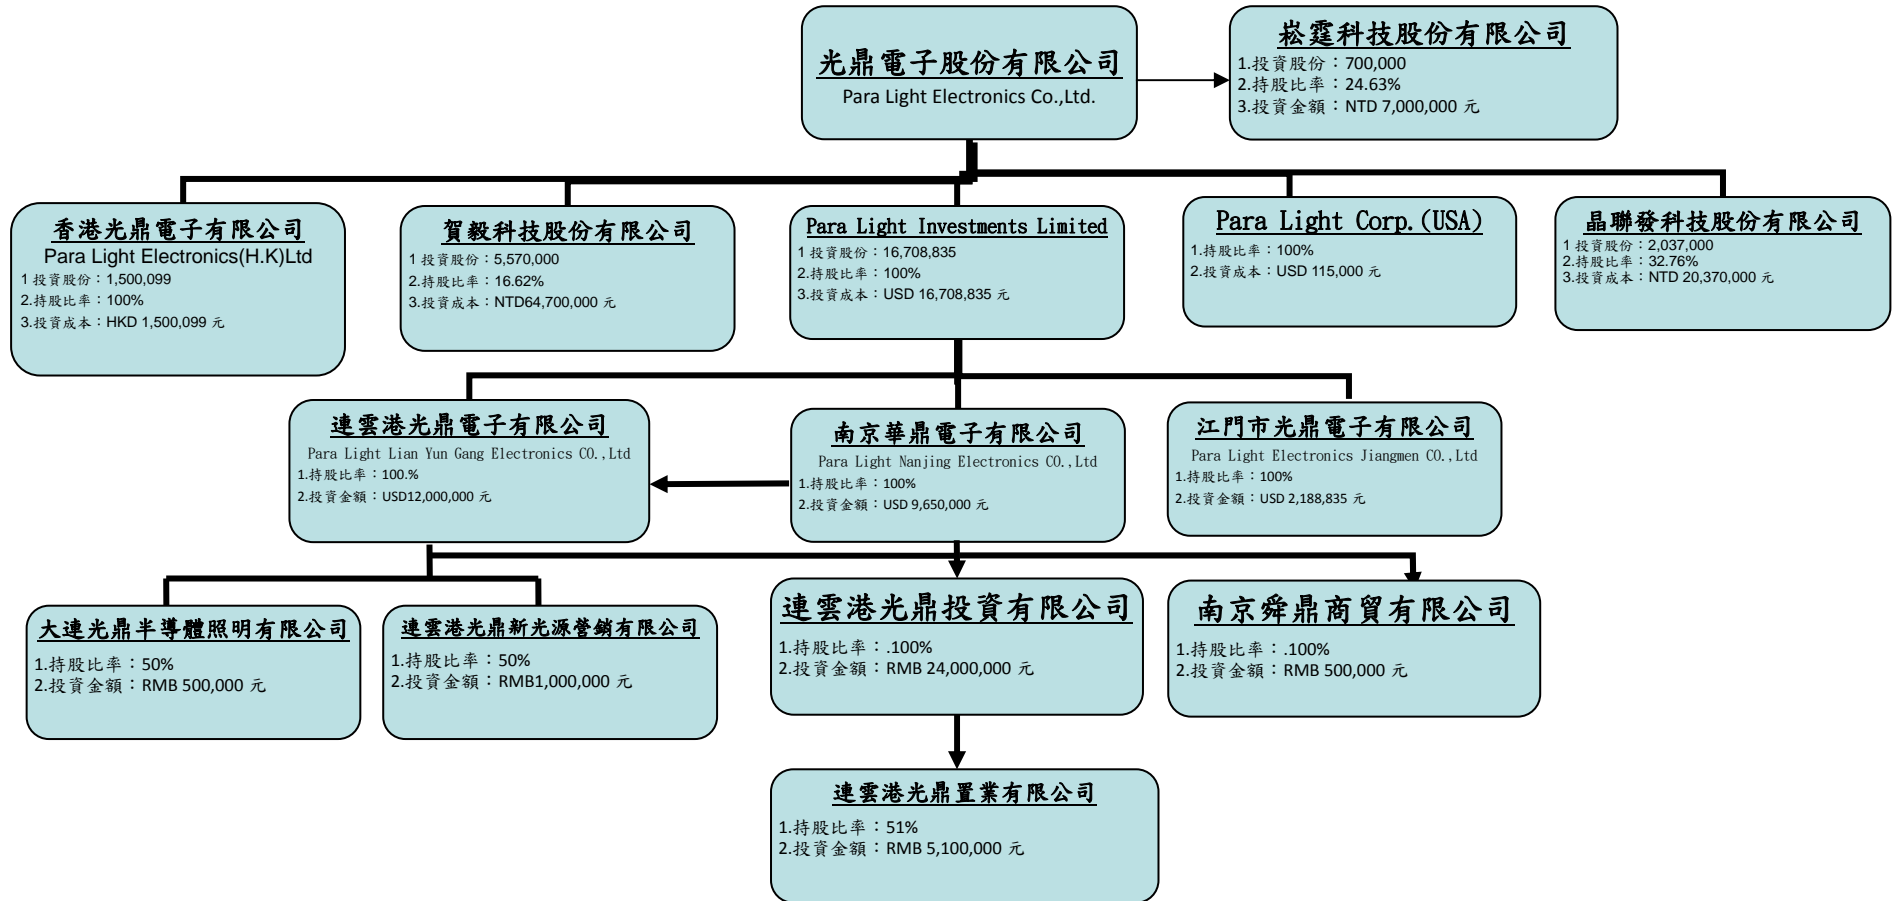 光鼎電子股份有限公司
Para Light Electronics Co.,Ltd.
崧霆科技股份有限公司
1.投資股份：700,000
2.持股比率：24.63%
3.投資金額：NTD 7,000,000 元
香港光鼎電子有限公司
Para Light Electronics(H.K)Ltd
1 投資股份：1,500,099
2.持股比率：100%
3.投資成本：HKD 1,500,099 元
賀毅科技股份有限公司
1 投資股份：5,570,000
2.持股比率：16.62%
3.投資成本：NTD64,700,000 元
Para Light Investments Limited
1 投資股份：16,708,835
2.持股比率：100%
3.投資成本：USD 16,708,835 元
Para Light Corp.(USA)
1.持股比率：100%
2.投資成本：USD 115,000 元
晶聯發科技股份有限公司
1 投資股份：2,037,000
2.持股比率：32.76%
3.投資成本：NTD 20,370,000 元
連雲港光鼎電子有限公司
Para Light Lian Yun Gang Electronics CO.,Ltd
1.持股比率：100.%
2.投資金額：USD12,000,000 元
南京華鼎電子有限公司
Para Light Nanjing Electronics CO.,Ltd
1.持股比率：100%
2.投資金額：USD 9,650,000 元
江門市光鼎電子有限公司
Para Light Electronics Jiangmen CO.,Ltd
1.持股比率：100%
2.投資金額：USD 2,188,835 元
大連光鼎半導體照明有限公司
1.持股比率：50%
2.投資金額：RMB 500,000 元
連雲港光鼎新光源營銷有限公司
1.持股比率：50%
2.投資金額：RMB1,000,000 元
連雲港光鼎投資有限公司
1.持股比率：.100%
2.投資金額：RMB 24,000,000 元
南京舜鼎商貿有限公司
1.持股比率：.100%
2.投資金額：RMB 500,000 元
連雲港光鼎置業有限公司
1.持股比率：51%
2.投資金額：RMB 5,100,000 元